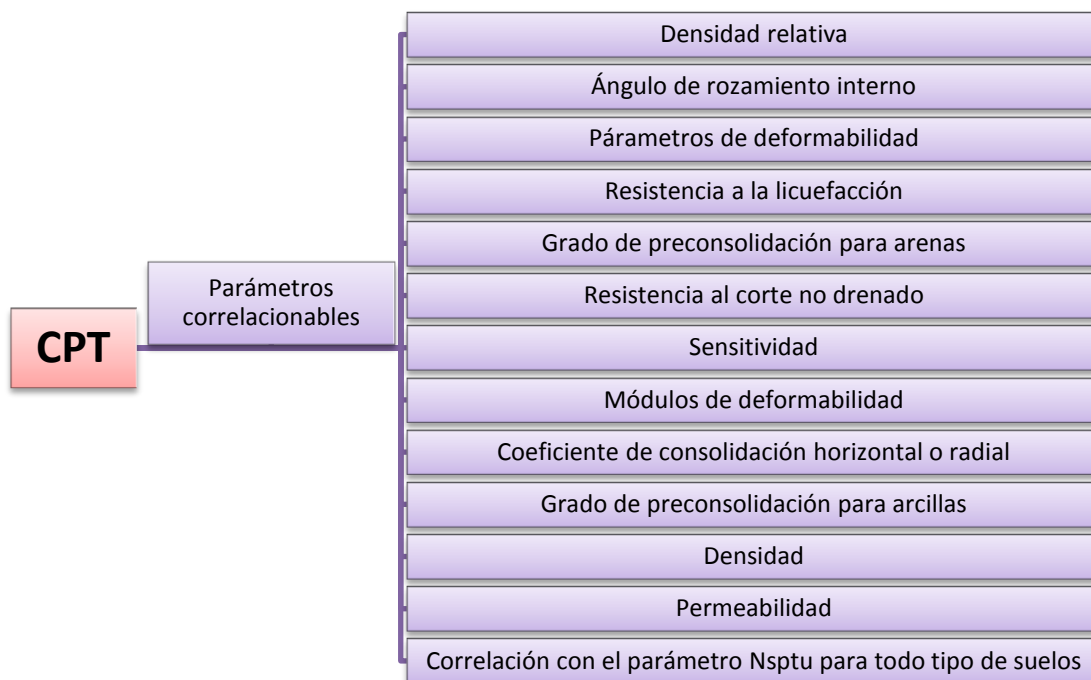 CPT
Parámetros
correlacionables
Densidad relativa
Ángulo de rozamiento interno
Párametros de deformabilidad
Resistencia a la licuefacción
Grado de preconsolidación para arenas
Resistencia al corte no drenado
Sensitividad
Módulos de deformabilidad
Coeficiente de consolidación horizontal o radial
Grado de preconsolidación para arcillas
Densidad
Permeabilidad
Correlación con el parámetro Nsptu para todo tipo de suelos